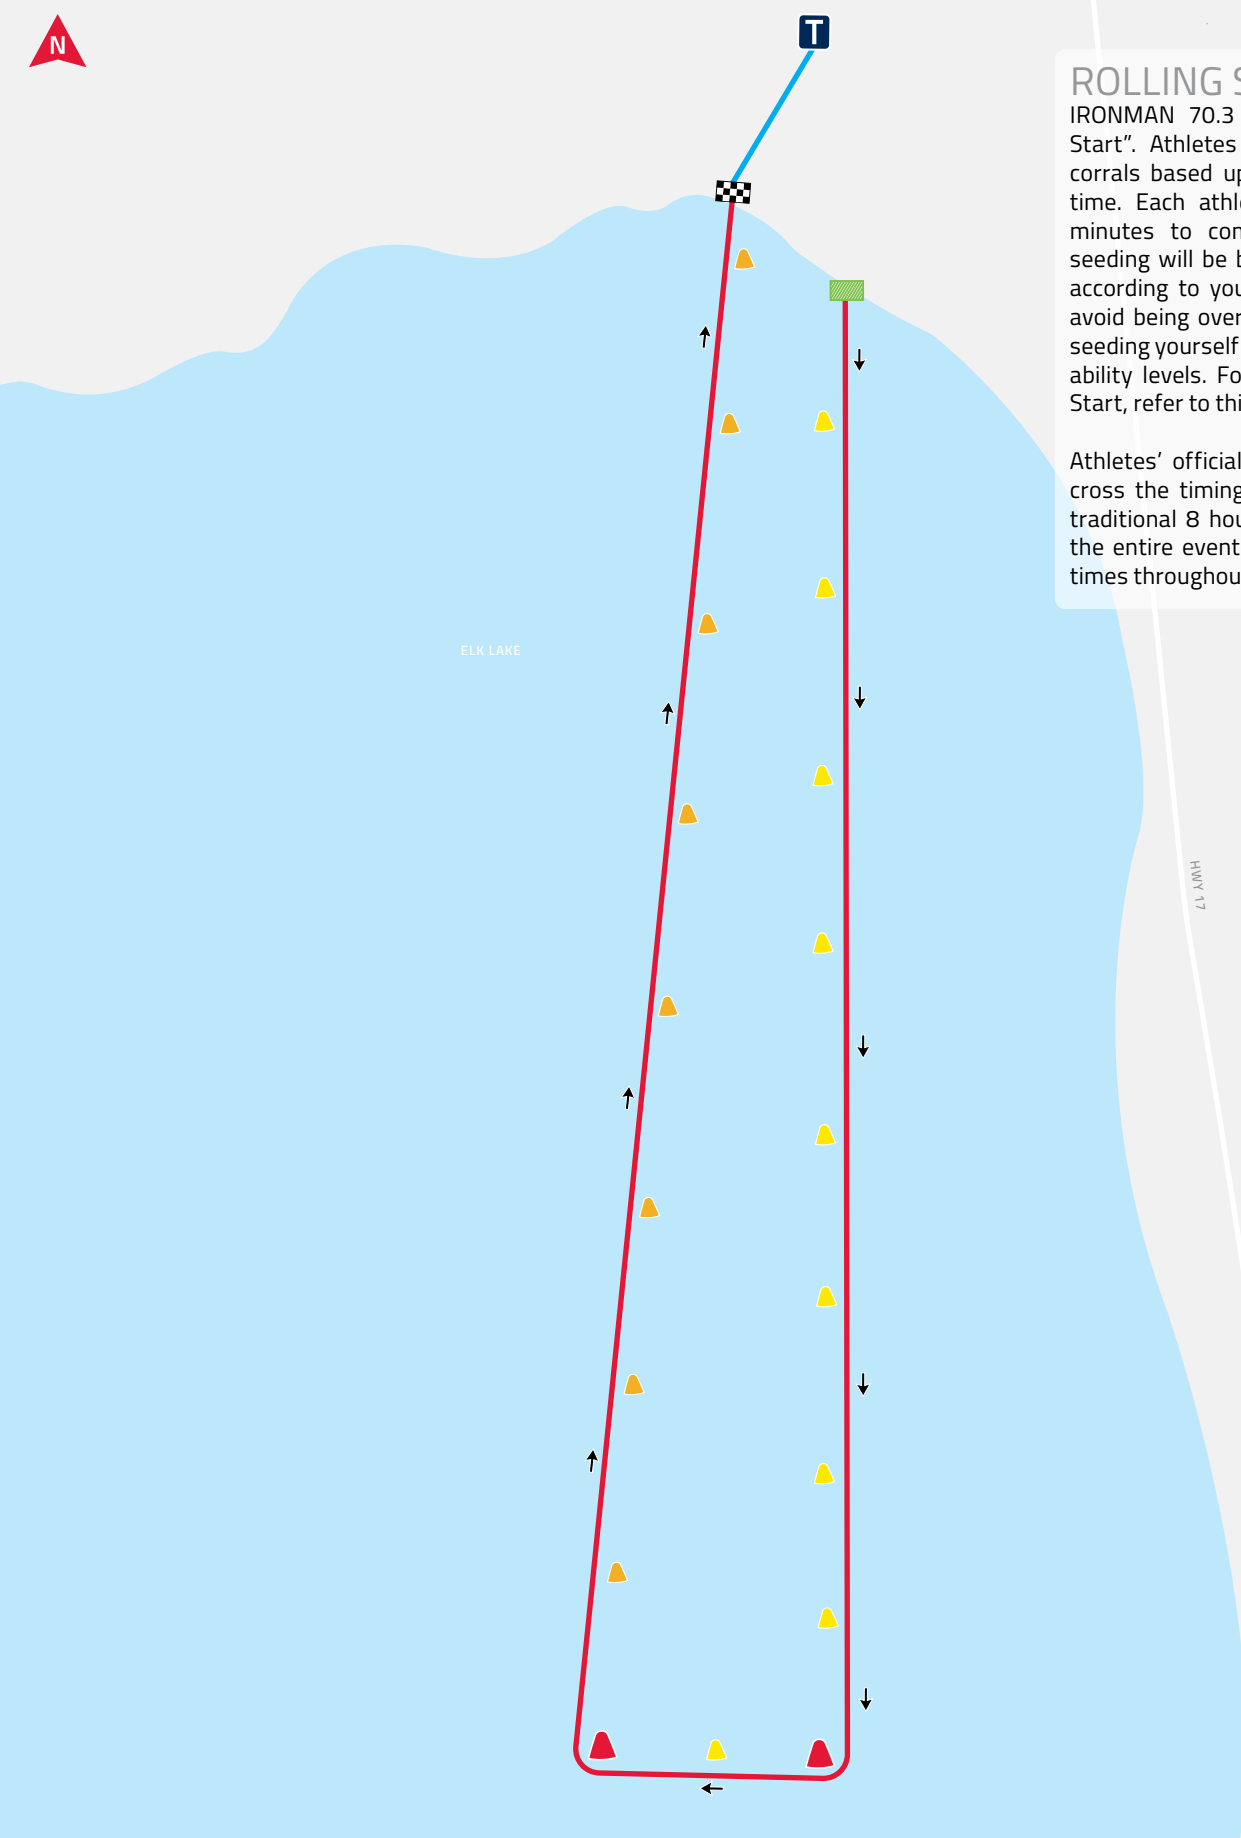 N
T
ROLLING
IRONMAN 70.3
Start”. Athletes
corrals based
time. Each
minutes to
seeding will be
according to
avoid being
seeding yourself
ability levels.
Start, refer to
Athletes’ official
cross the timing
traditional 8
the entire event
times
ELK LAKE
HWY 17